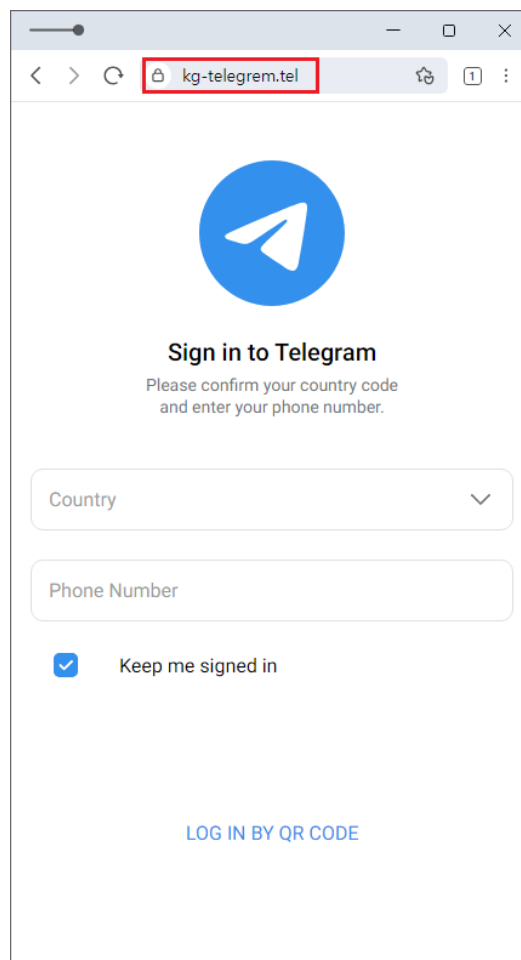 kg-telegrem.tel
1
Sign in to Telegram
Please confirm your country code
and enter your phone number.
Country
Phone Number
Keep me signed in
LOG IN BY QR CODE